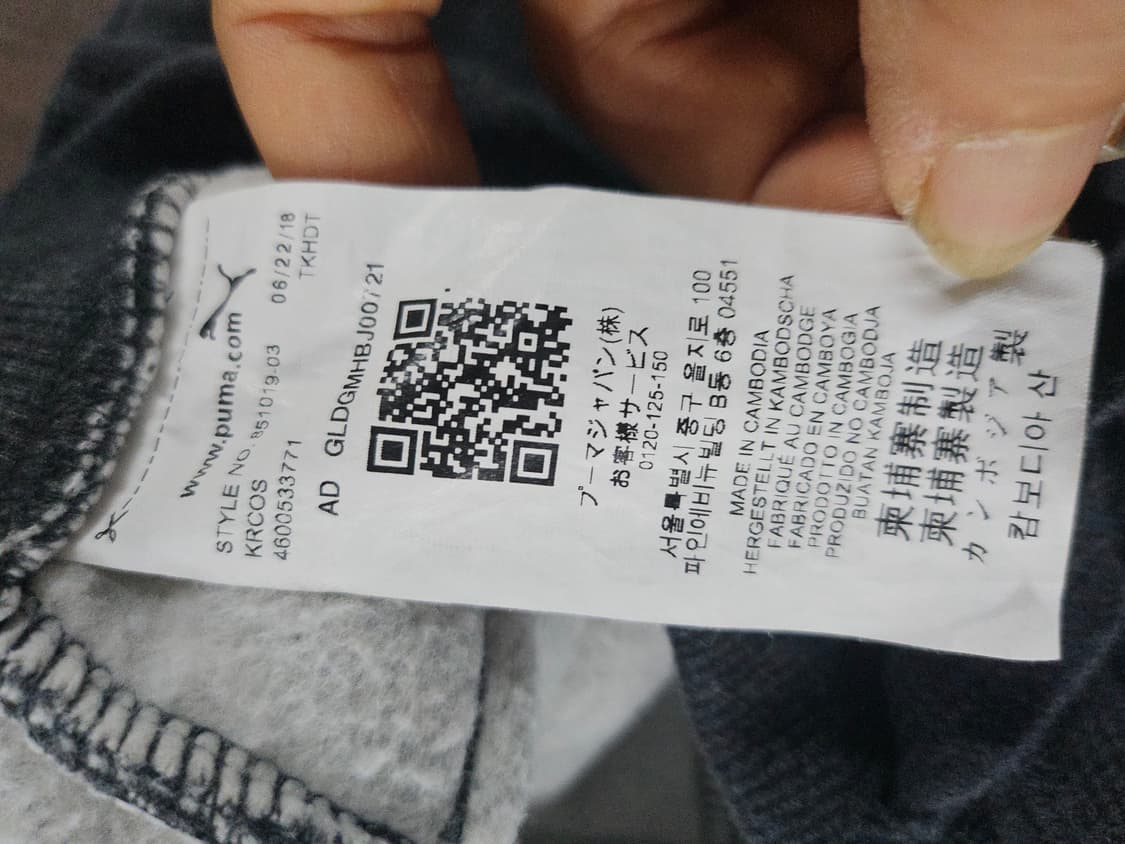 www.puma.com
STYLE NO.:851019-03 06/22/18
KRCOS TKHDT
4600533771
AD GLDGMHBJ00721
プーマジャパン(株)
お客様サービス
0120-125-150
서울특별시 중구 을지로 100
파인에비뉴빌딩 B동 6층 04551
MADE IN CAMBODIA
HERGESTELLT IN KAMBODSCHA
FABRIQUÉ AU CAMBODGE
FABRICADO EN CAMBOYA
PRODOTTO IN CAMBOGIA
PRODUZIDO NO CAMBODJA
BUATAN KAMBOJA
柬埔寨制造
柬埔寨製造
カンボジア製
캄보디아 산